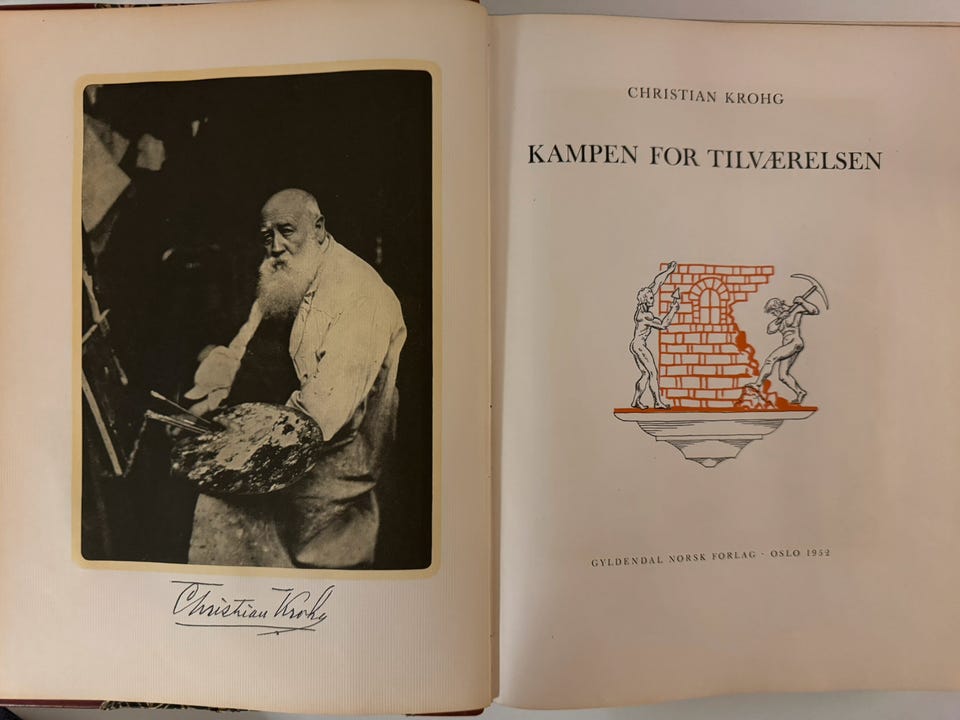 Christian Krohg
CHRISTIAN KROHG
KAMPEN FOR TILVÆRELSEN
GYLDENDAL NORSK FORLAG · OSLO 1952